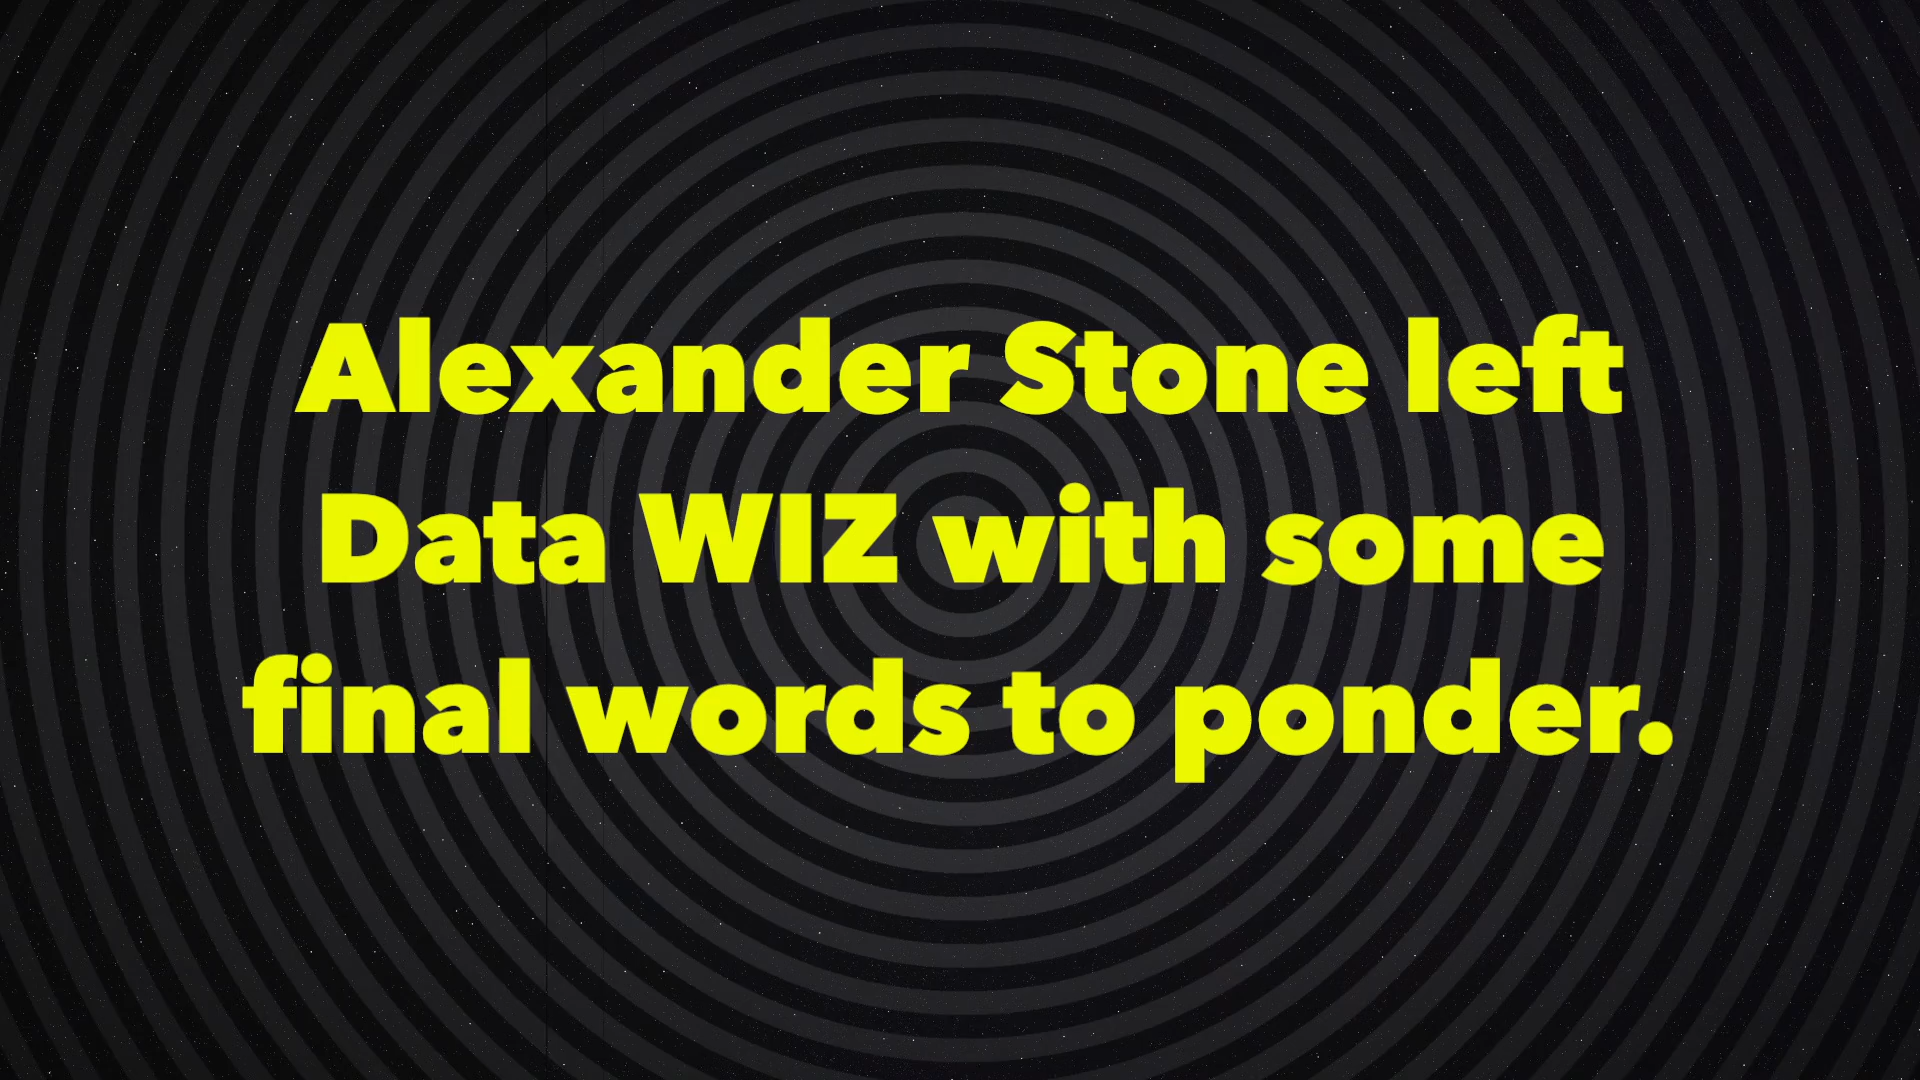 Alexander Stone left
Data WIZ with some
final words to ponder.